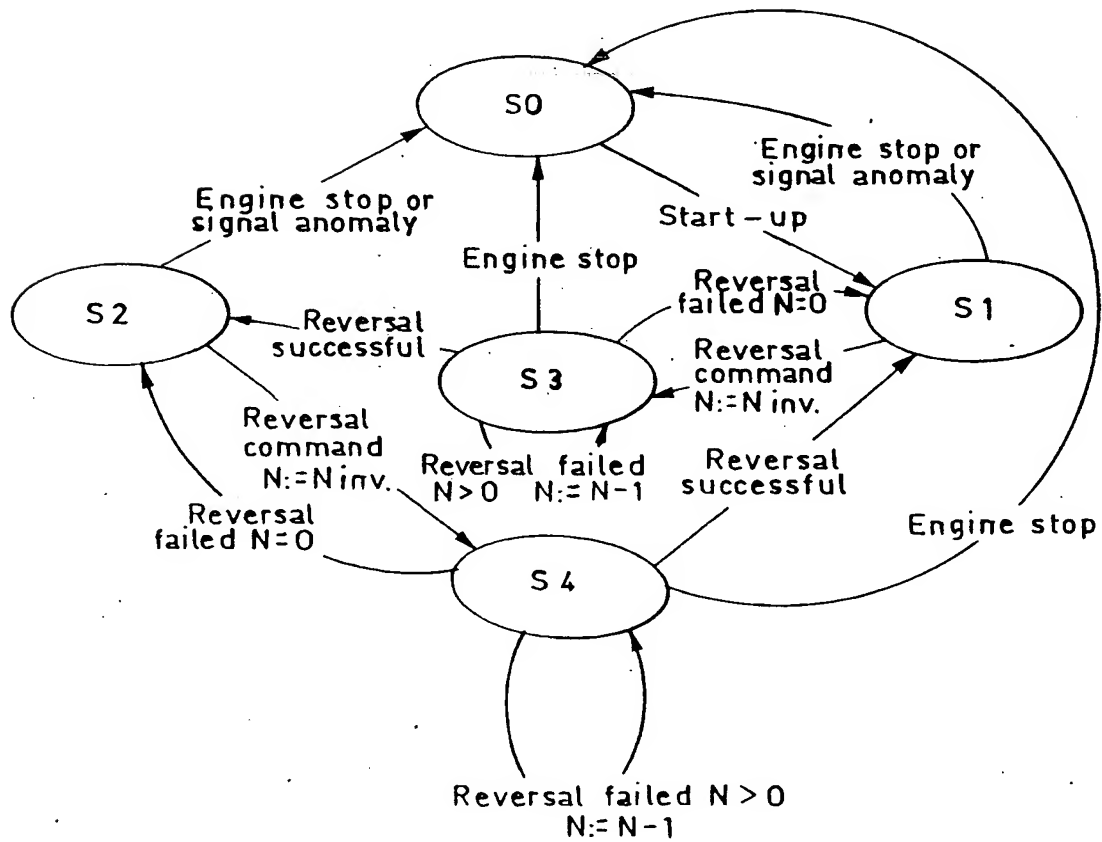 S0
Engine stop or
signal anomaly
Engine stop or
signal anomaly
Start-up
Engine stop
Reversal
failed N=0
S2
S1
Reversal
successful
Reversal
command
N:=N inv.
S3
Reversal
command
N:=N inv.
Reversal failed
N>0 N:=N-1
Reversal
successful
Reversal
failed N=0
Engine stop
S4
Reversal failed N>0
N:=N-1